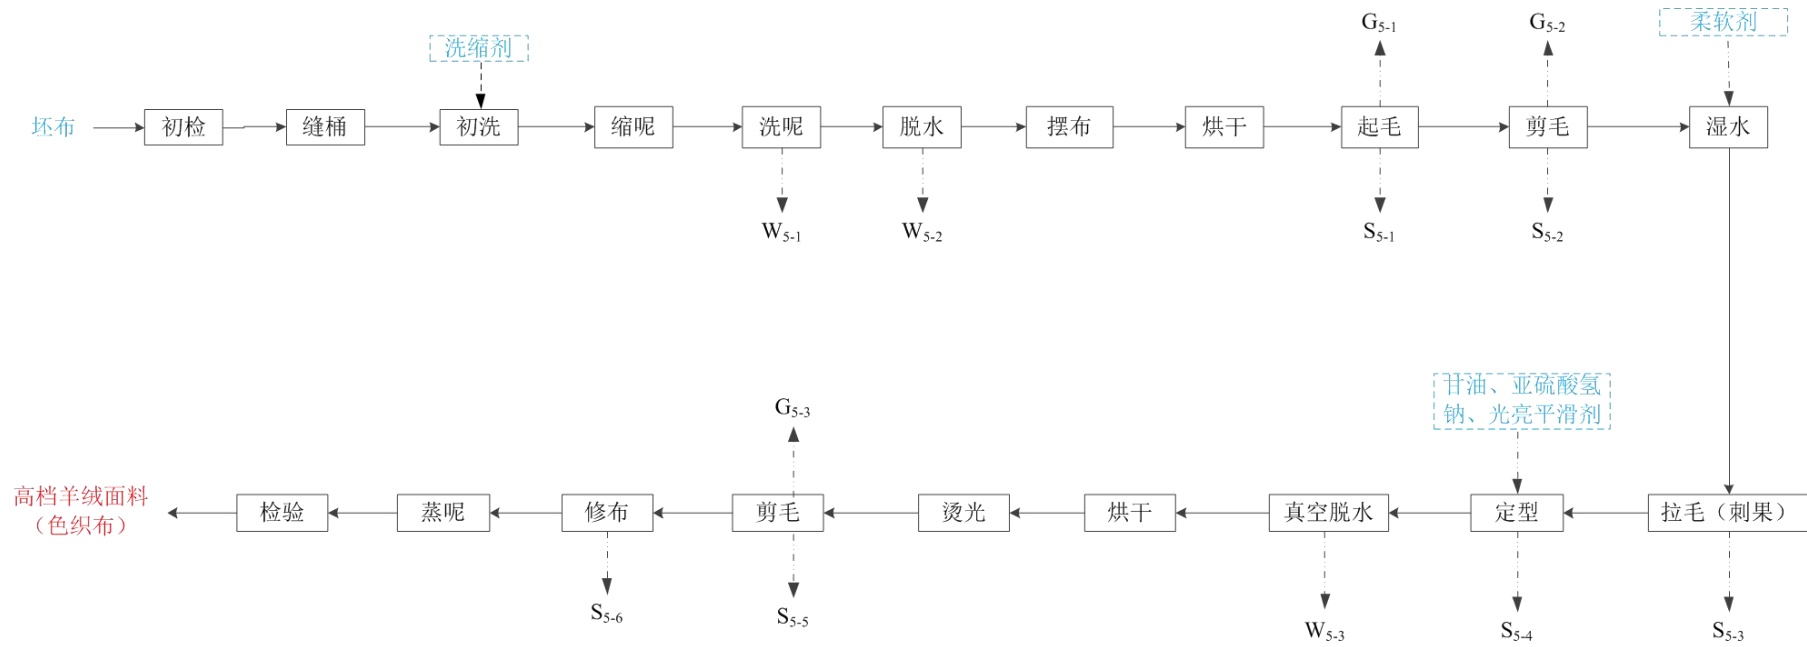 G5-1
G5-2
柔软剂
洗缩剂
坯布
初检
缝桶
初洗
缩呢
洗呢
脱水
摆布
烘干
起毛
剪毛
湿水
W5-1
W5-2
S5-1
S5-2
甘油、亚硫酸氢
钠、光亮平滑剂
G5-3
高档羊绒面料
（色织布）
检验
蒸呢
修布
剪毛
烫光
烘干
真空脱水
定型
拉毛（刺果）
S5-6
S5-5
W5-3
S5-4
S5-3